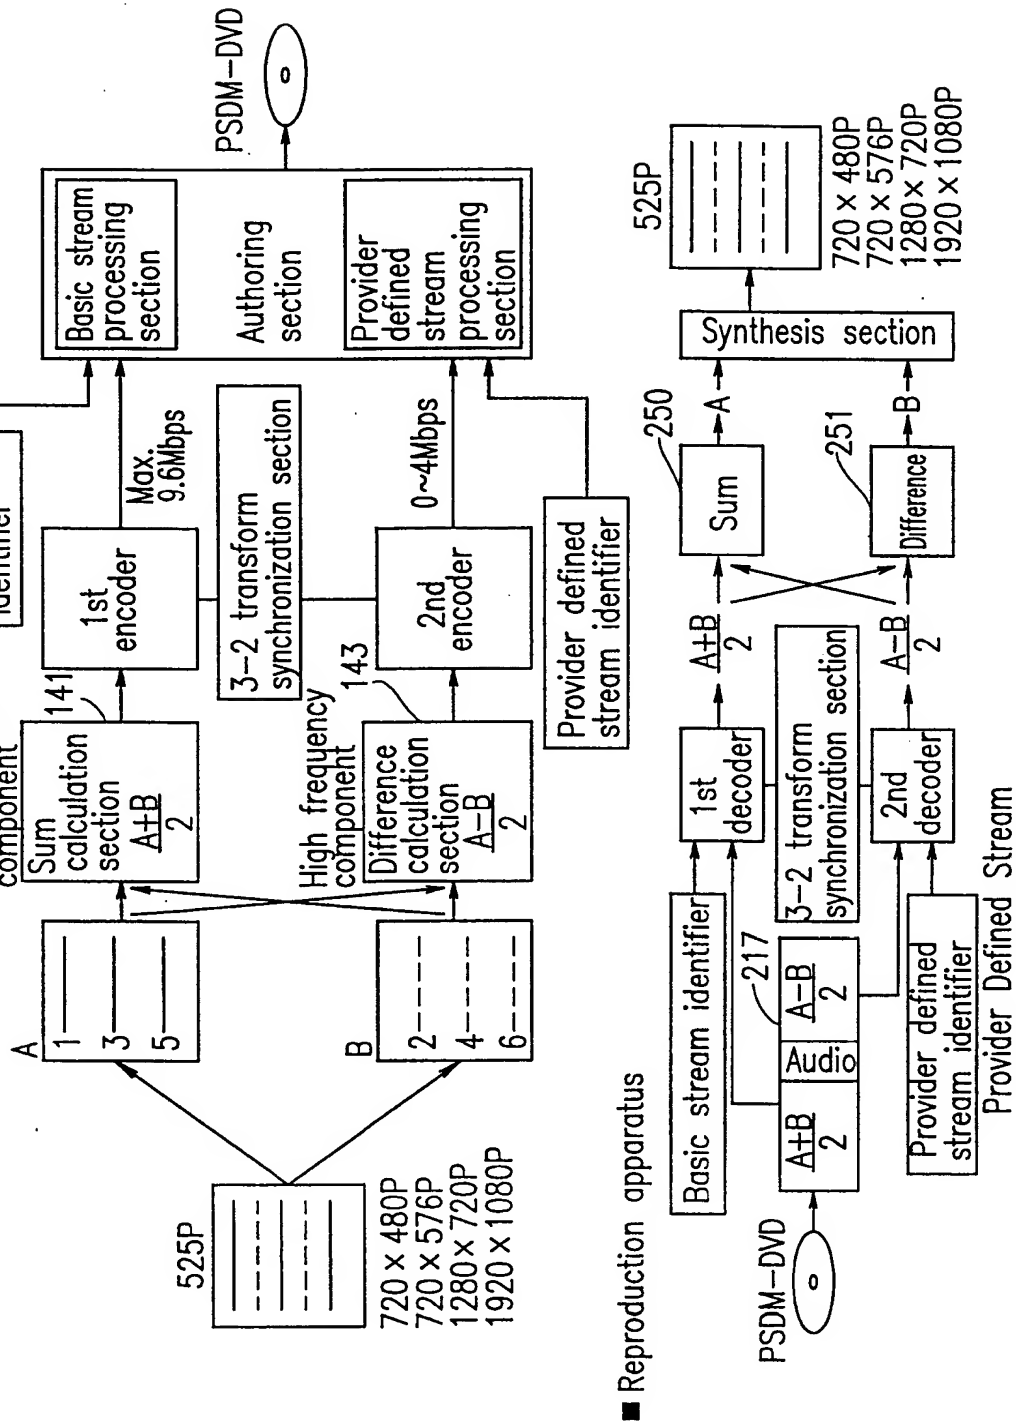 525P
720×480P
720×576P
1280×720P
1920×1080P
A
1
3
5
B
2
4
6
component
Sum
calculation
section
A+B
2
141
High frequency
component
Difference
calculation
section
A−B
2
143
1st
encoder
3−2 transform
synchronization section
2nd
encoder
Provider defined
stream identifier
Max.
9.6Mbps
0~4Mbps
Basic stream
processing
section
Authoring
section
Provider
defined
stream
processing
section
PSDM−DVD
■ Reproduction apparatus
PSDM−DVD
A+B
2
Audio
A−B
2
217
Basic stream identifier
Provider defined
stream identifier
Provider Defined Stream
1st
decoder
3−2 transform
synchronization section
2nd
decoder
A+B
2
A−B
2
Sum
250
Difference
251
A
B
Synthesis section
525P
720×480P
720×576P
1280×720P
1920×1080P